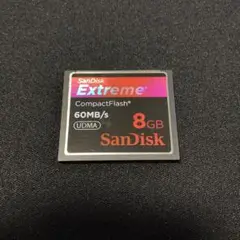 SanDisk
Extreme
CompactFlash®
60MB/s
UDMA
8GB
SanDisk